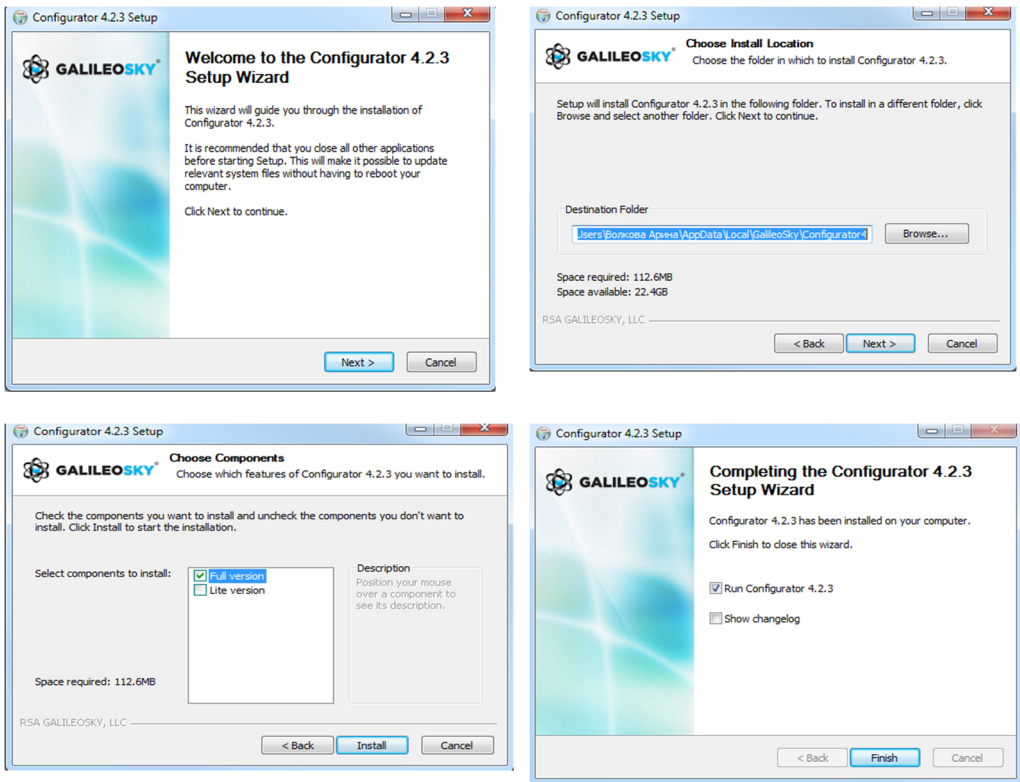 Configurator 4.2.3 Setup
GALILEOSKY
Welcome to the Configurator 4.2.3
Setup Wizard
This wizard will guide you through the installation of
Configurator 4.2.3.
It is recommended that you close all other applications
before starting Setup. This will make it possible to update
relevant system files without having to reboot your
computer.
Click Next to continue.
Next >
Cancel
Configurator 4.2.3 Setup
GALILEOSKY
Choose Install Location
Choose the folder in which to install Configurator 4.2.3.
Setup will install Configurator 4.2.3 in the following folder. To install in a different folder, click
Browse and select another folder. Click Next to continue.
Destination Folder
Users\Волкова Арина\AppData\Local\GalileoSky\Configurator4
Browse...
Space required: 112.6MB
Space available: 22.4GB
RSA GALILEOSKY, LLC
< Back
Next >
Cancel
Configurator 4.2.3 Setup
GALILEOSKY
Choose Components
Choose which features of Configurator 4.2.3 you want to install.
Check the components you want to install and uncheck the components you don't want to
install. Click Install to start the installation.
Select components to install:
Full version
Lite version
Description
Position your mouse
over a component to
see its description.
Space required: 112.6MB
RSA GALILEOSKY, LLC
< Back
Install
Cancel
Configurator 4.2.3 Setup
GALILEOSKY
Completing the Configurator 4.2.3
Setup Wizard
Configurator 4.2.3 has been installed on your computer.
Click Finish to close this wizard.
Run Configurator 4.2.3
Show changelog
< Back
Finish
Cancel